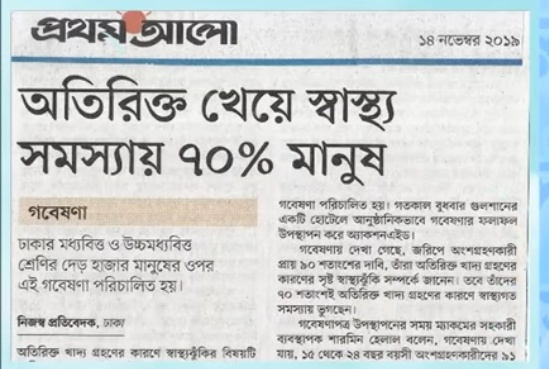 প্রথম আলো
১৪ নভেম্বর ২০১৯
অতিরিক্ত খেয়ে স্বাস্থ্য
সমস্যায় ৭০% মানুষ
গবেষণা
ঢাকার মধ্যবিত্ত ও উচ্চমধ্যবিত্ত
শ্রেণির দেড় হাজার মানুষের ওপর
এই গবেষণা পরিচালিত হয়।
নিজস্ব প্রতিবেদক, ঢাকা
অতিরিক্ত খাদ্য গ্রহণের কারণে স্বাস্থ্যঝুঁকির বিষয়টি
গবেষণা পরিচালিত হয়। গতকাল বুধবার গুলশানের
একটি হোটেলে আনুষ্ঠানিকভাবে গবেষণার ফলাফল
উপস্থাপন করে অ্যাকশনএইড।
গবেষণায় দেখা গেছে, জরিপে অংশগ্রহণকারী
প্রায় ৯০ শতাংশের দাবি, তাঁরা অতিরিক্ত খাদ্য গ্রহণের
কারণের সৃষ্ট স্বাস্থ্যঝুঁকি সম্পর্কে জানেন। তবে তাঁদের
৭০ শতাংশই অতিরিক্ত খাদ্য গ্রহণের কারণে স্বাস্থ্যগত
সমস্যায় ভুগছেন।
গবেষণাপত্র উপস্থাপনের সময় ম্যাকমের সহকারী
ব্যবস্থাপক শারমিন হেলাল বলেন, গবেষণায় দেখা
যায়, ১৫ থেকে ২৪ বছর বয়সী অংশগ্রহণকারীদের ৯১